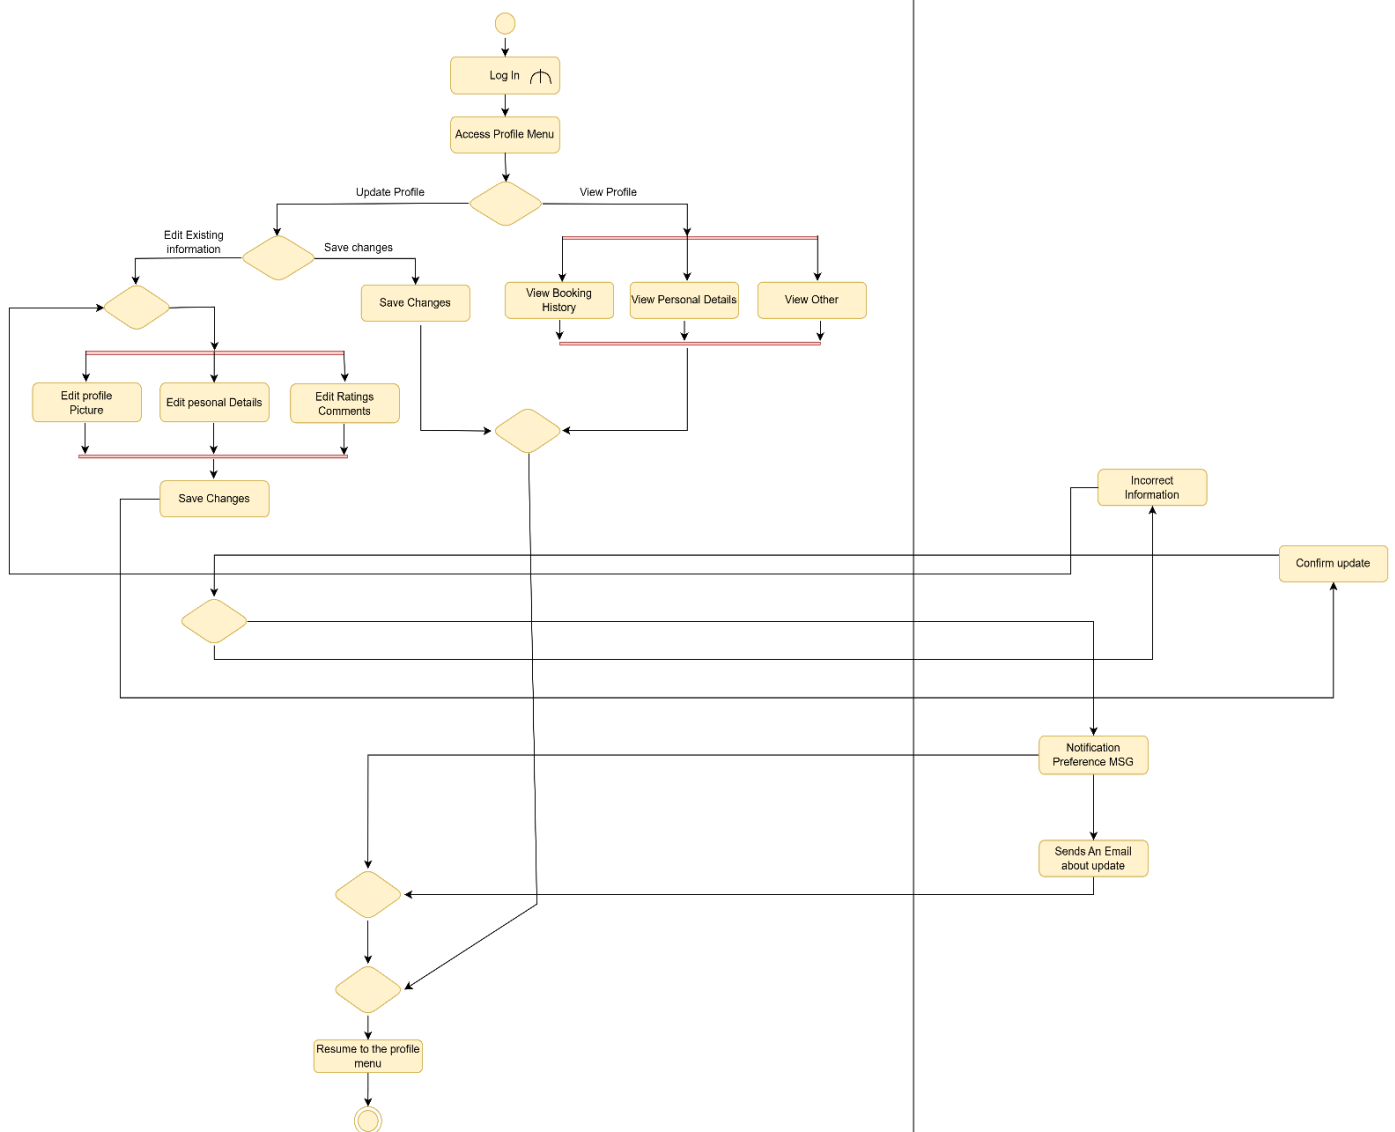 Log In
Access Profile Menu
Update Profile
View Profile
Edit Existing
information
Save changes
Save Changes
View Booking
History
View Personal Details
View Other
Edit profile
Picture
Edit pesonal Details
Edit Ratings
Comments
Save Changes
Incorrect
Information
Confirm update
Notification
Preference MSG
Sends An Email
about update
Resume to the profile
menu